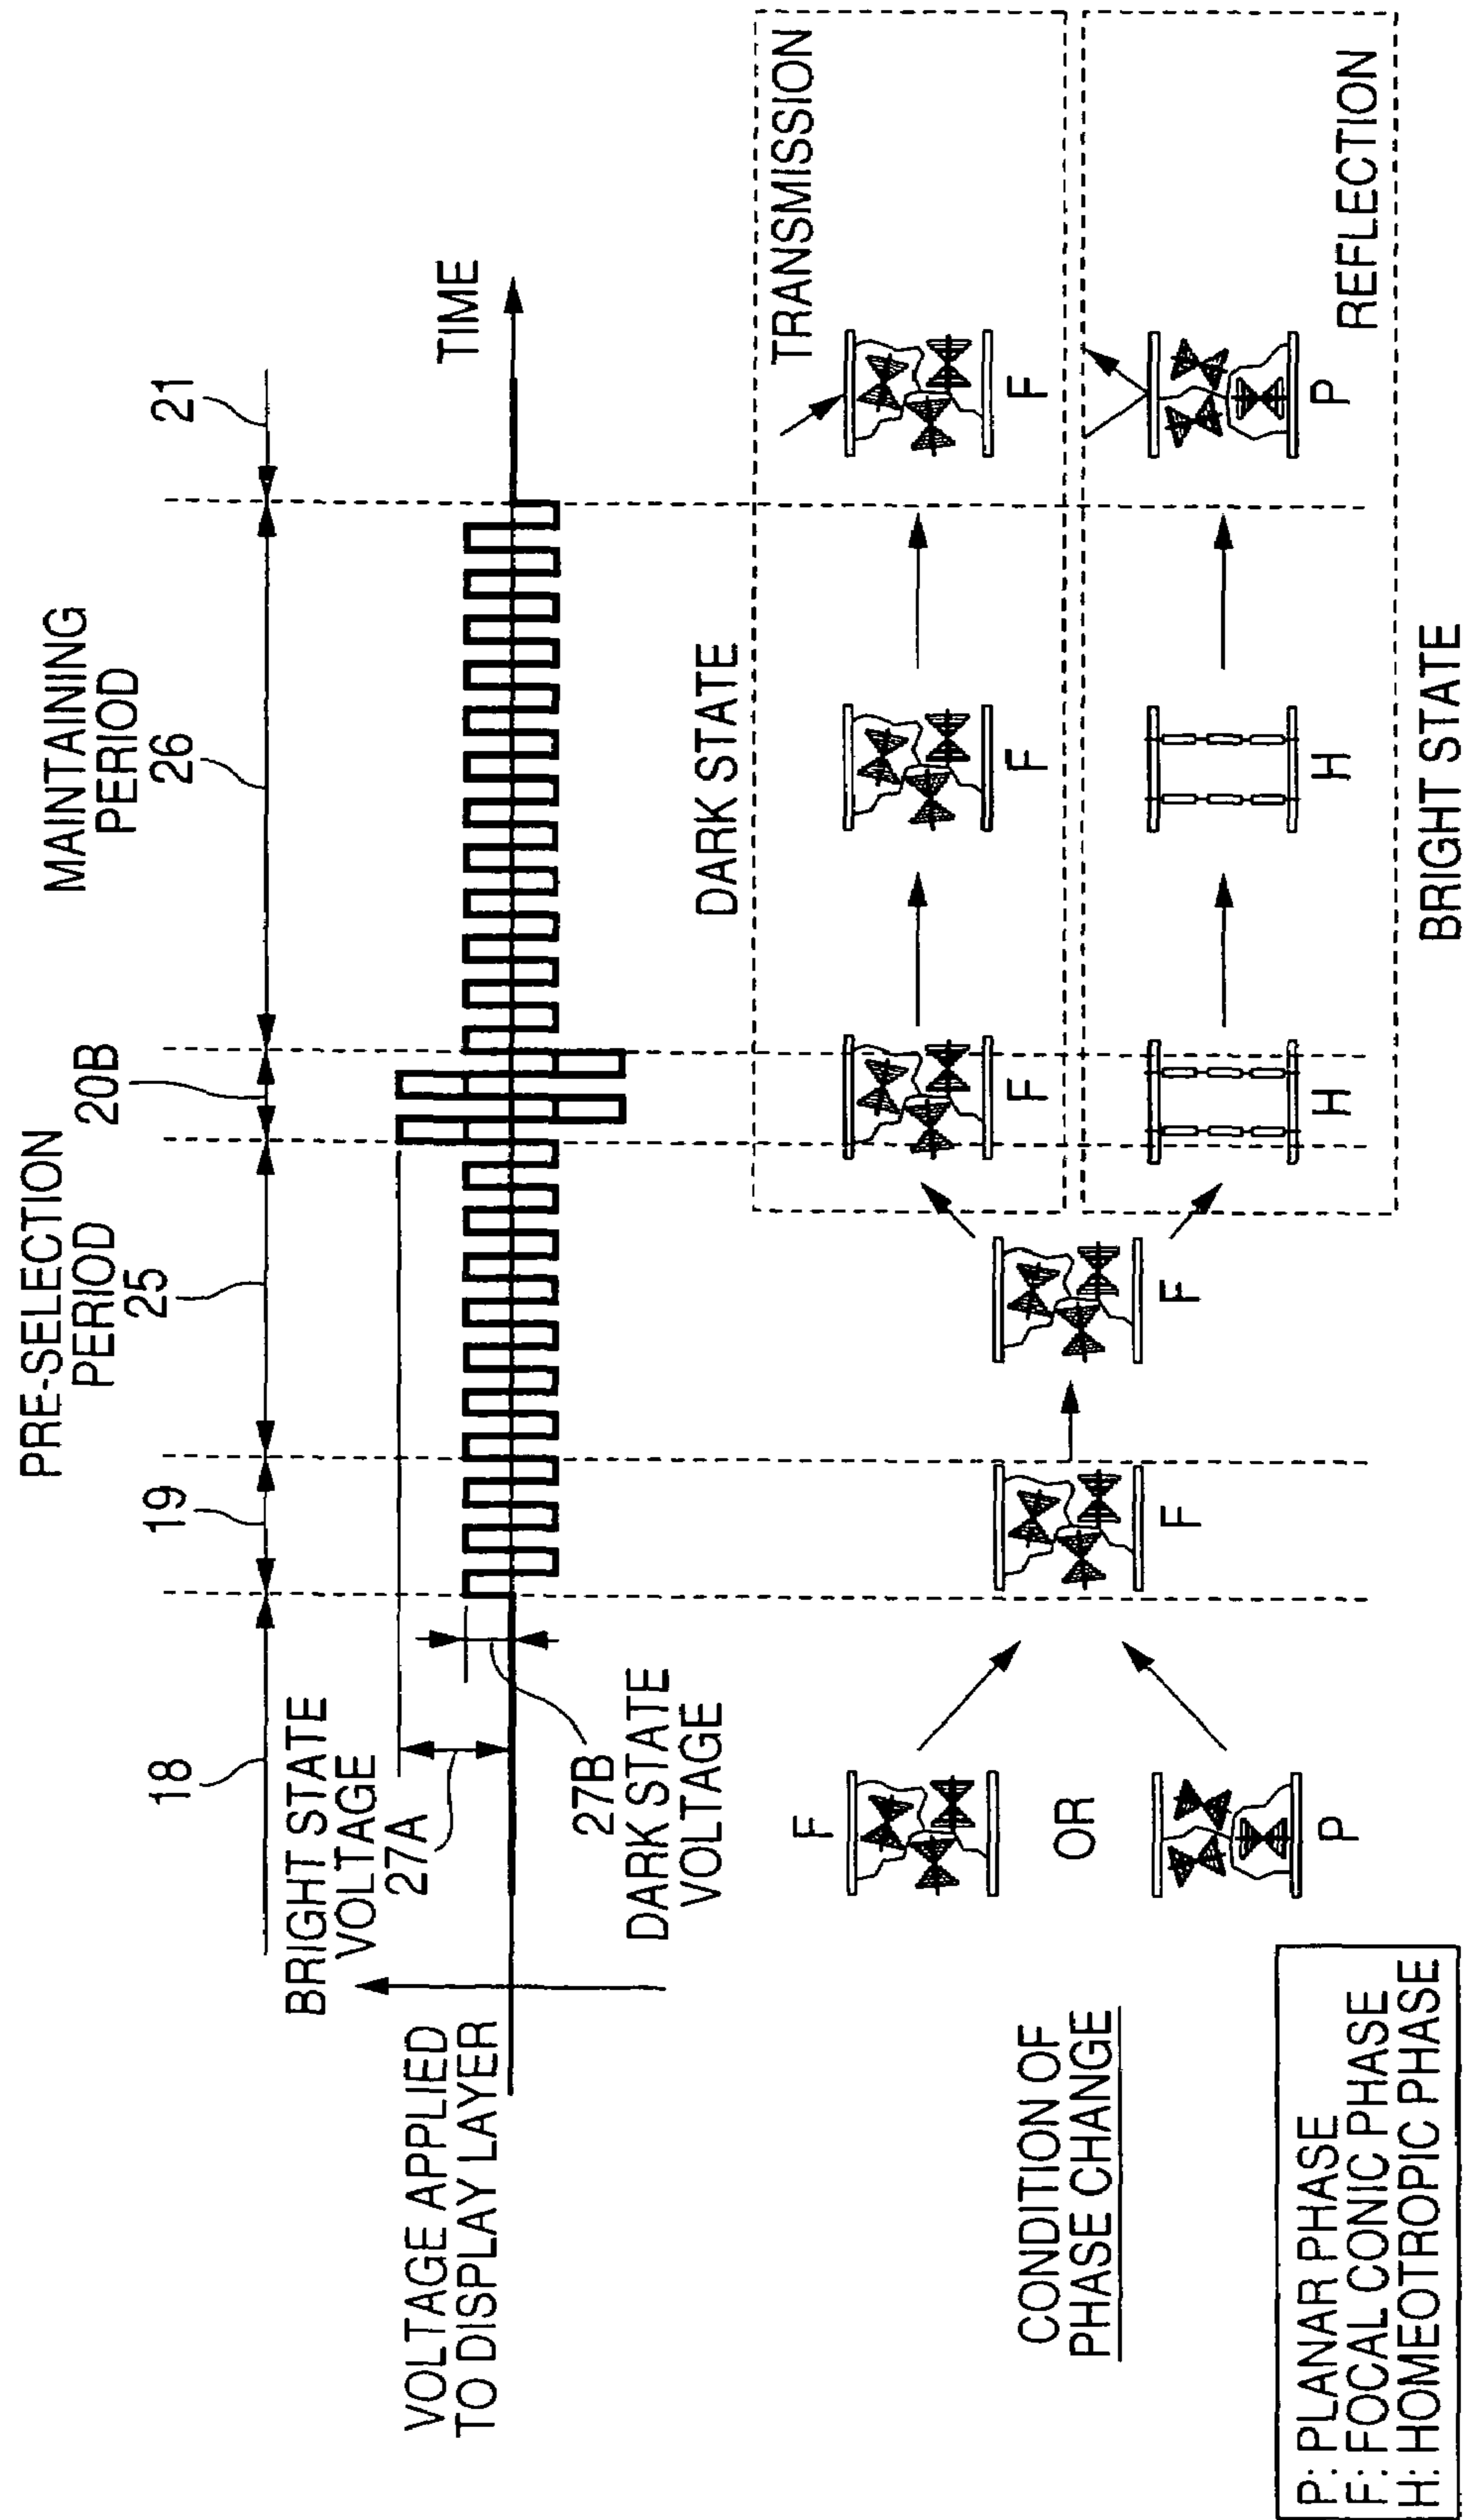 PRE-SELECTION
PERIOD
25
MAINTAINING
PERIOD
26
18
19
20B
21
BRIGHT STATE
VOLTAGE
27A
VOLTAGE APPLIED
TO DISPLAY LAYER
TIME
27B
DARK STATE
VOLTAGE
DARK STATE
TRANSMISSION
F
F
F
F
OR
P
F
F
CONDITION OF
PHASE CHANGE
H
H
P
REFLECTION
BRIGHT STATE
P: PLANAR PHASE
F: FOCAL CONIC PHASE
H: HOMEOTROPIC PHASE